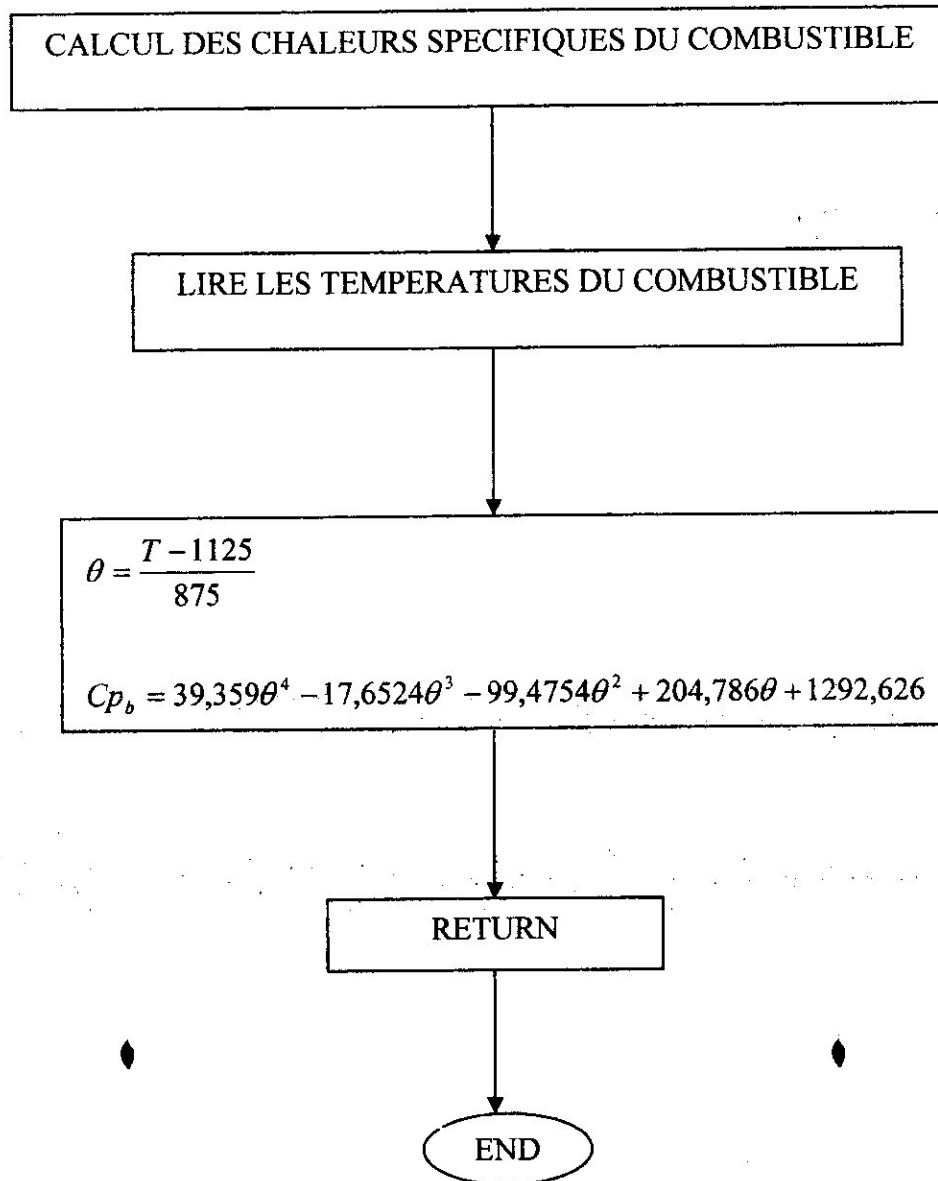 CALCUL DES CHALEURS SPECIFIQUES DU COMBUSTIBLE
LIRE LES TEMPERATURES DU COMBUSTIBLE
θ = \frac{T - 1125}{875}
Cp_b = 39,359θ^4 - 17,6524θ^3 - 99,4754θ^2 + 204,786θ + 1292,626
RETURN
END